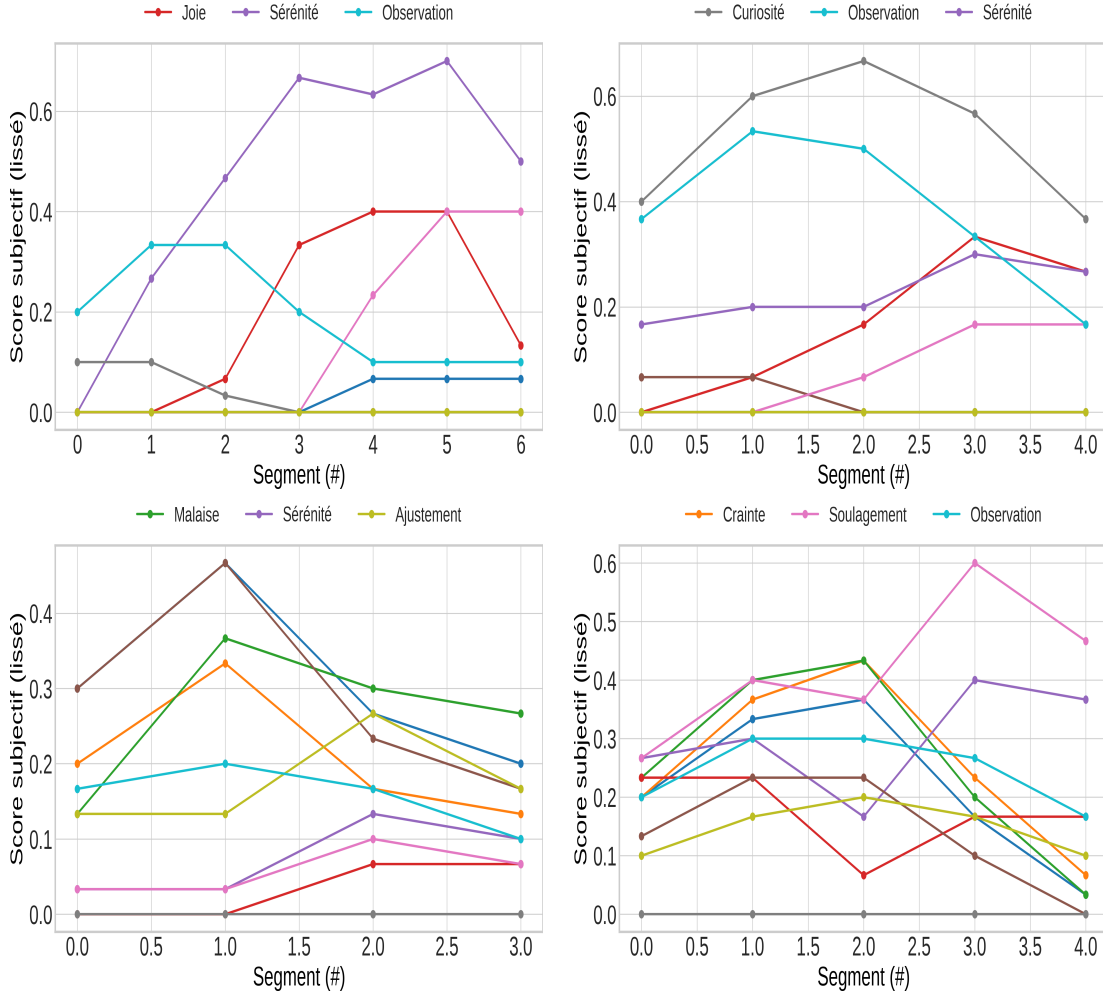 Joie Sérénité Observation
Score subjectif (lissé)
0.6
0.4
0.2
0.0
0 1 2 3 4 5 6
Segment (#)
Curiosité Observation Sérénité
Score subjectif (lissé)
0.6
0.4
0.2
0.0
0.0 0.5 1.0 1.5 2.0 2.5 3.0 3.5 4.0
Segment (#)
Malaise Sérénité Ajustement
Score subjectif (lissé)
0.4
0.3
0.2
0.1
0.0
0.0 0.5 1.0 1.5 2.0 2.5 3.0
Segment (#)
Crainte Soulagement Observation
Score subjectif (lissé)
0.6
0.5
0.4
0.3
0.2
0.1
0.0
0.0 0.5 1.0 1.5 2.0 2.5 3.0 3.5 4.0
Segment (#)